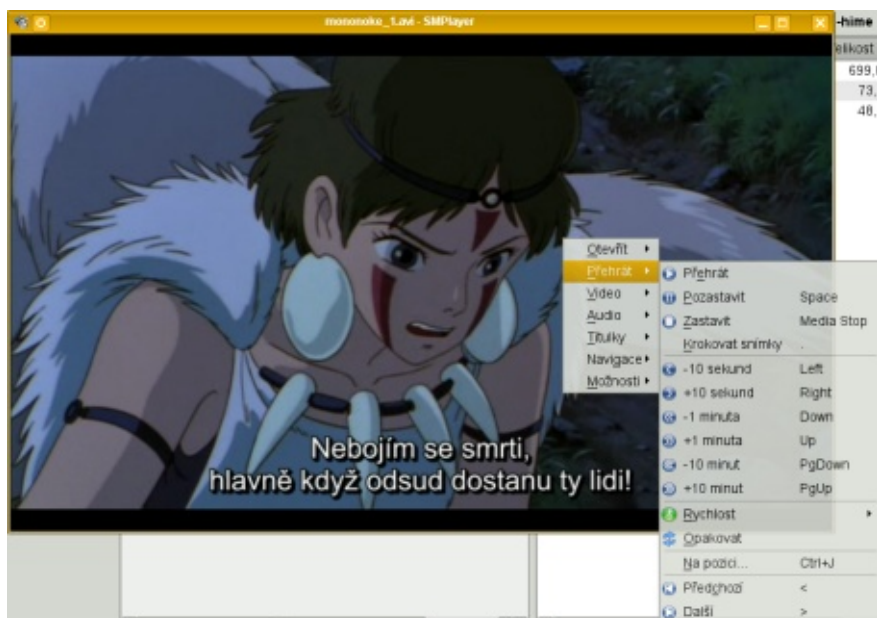 mononoke_1.avi - SMPlayer
-hime
elikost
699,
73,
48,
Otevřít
Přehrát
Video
Audio
Titulky
Navigace
Možnosti
Přehrát
Pozastavit Space
Zastavit Media Stop
Krokovat snímky .
-10 sekund Left
+10 sekund Right
-1 minuta Down
+1 minuta Up
-10 minut PgDown
+10 minut PgUp
Rychlost
Opakovat
Na pozici... Ctrl+J
Předchozí <
Další >
Nebojím se smrti,
hlavně když odsud dostanu ty lidi!